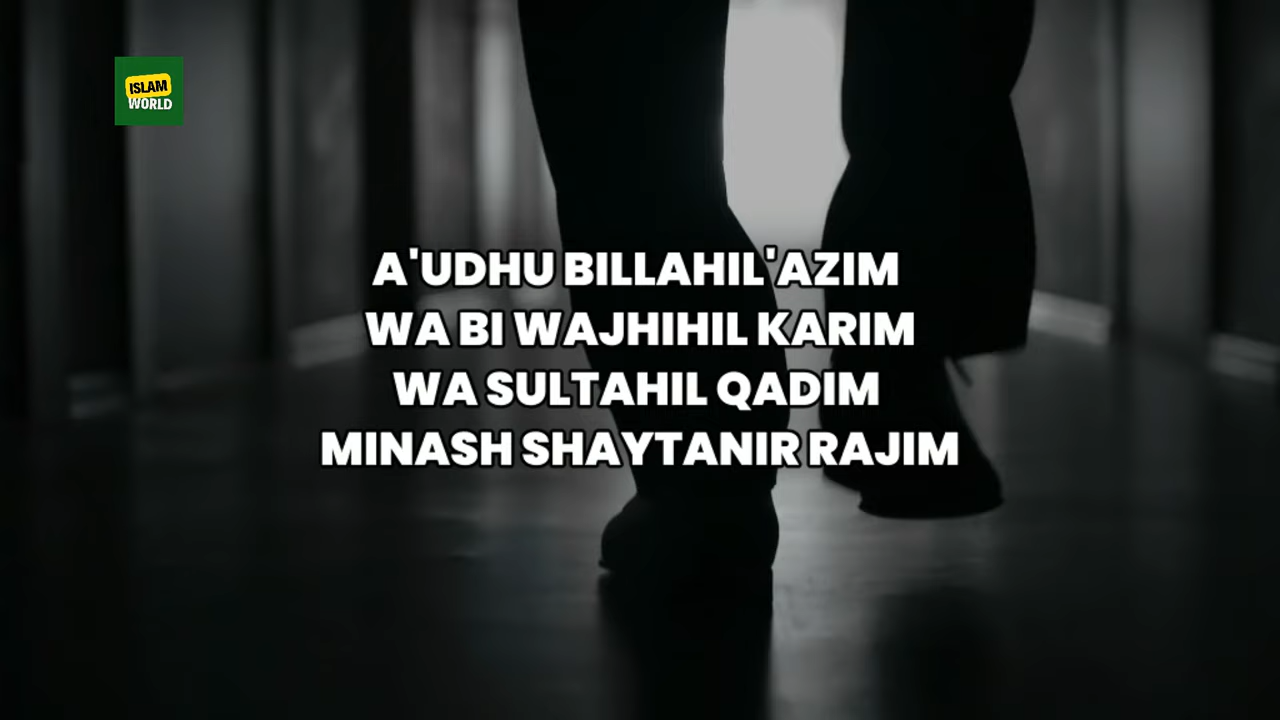 ISLAM
WORLD
A'UDHU BILLAHIL'AZIM
WA BI WAJHIHIL KARIM
WA SULTAHIL QADIM
MINASH SHAYTANIR RAJIM